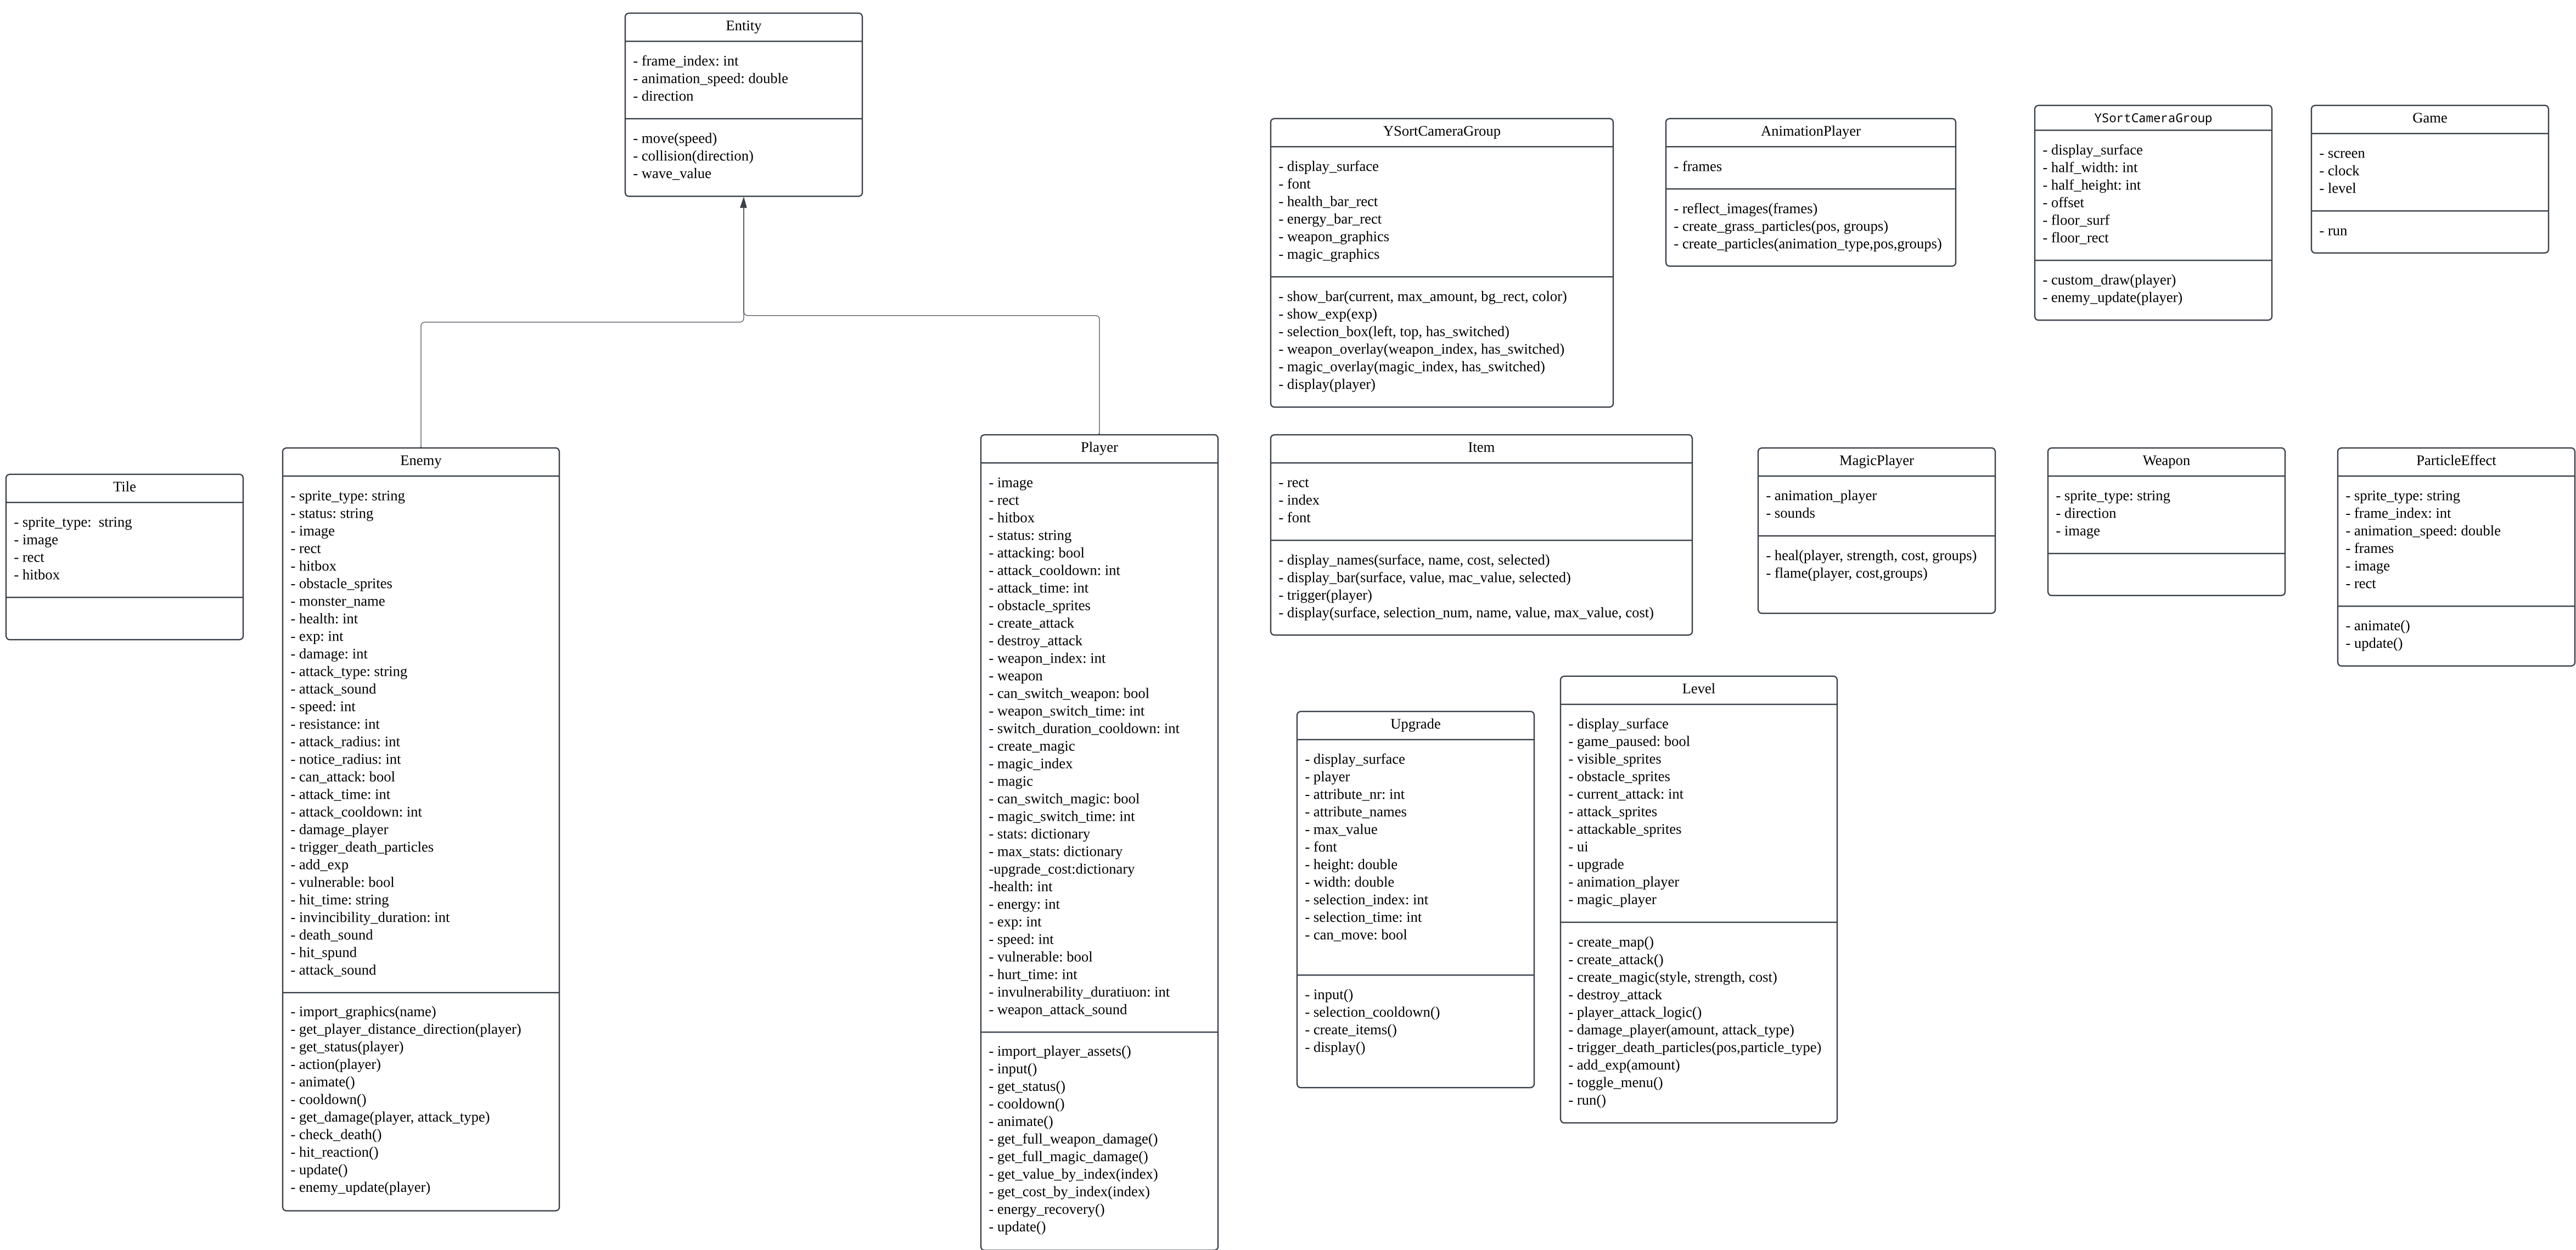 Entity
- frame_index: int
- animation_speed: double
- direction
- move(speed)
- collision(direction)
- wave_value
YSortCameraGroup
- display_surface
- font
- health_bar_rect
- energy_bar_rect
- weapon_graphics
- magic_graphics
- show_bar(current, max_amount, bg_rect, color)
- show_exp(exp)
- selection_box(left, top, has_switched)
- weapon_overlay(weapon_index, has_switched)
- magic_overlay(magic_index, has_switched)
- display(player)
AnimationPlayer
- frames
- reflect_images(frames)
- create_grass_particles(pos, groups)
- create_particles(animation_type,pos,groups)
YSortCameraGroup
- display_surface
- half_width: int
- half_height: int
- offset
- floor_surf
- floor_rect
- custom_draw(player)
- enemy_update(player)
Game
- screen
- clock
- level
- run
Tile
- sprite_type:  string
- image
- rect
- hitbox
Enemy
- sprite_type: string
- status: string
- image
- rect
- hitbox
- obstacle_sprites
- monster_name
- health: int
- exp: int
- damage: int
- attack_type: string
- attack_sound
- speed: int
- resistance: int
- attack_radius: int
- notice_radius: int
- can_attack: bool
- attack_time: int
- attack_cooldown: int
- damage_player
- trigger_death_particles
- add_exp
- vulnerable: bool
- hit_time: string
- invincibility_duration: int
- death_sound
- hit_spund
- attack_sound
- import_graphics(name)
- get_player_distance_direction(player)
- get_status(player)
- action(player)
- animate()
- cooldown()
- get_damage(player, attack_type)
- check_death()
- hit_reaction()
- update()
- enemy_update(player)
Player
- image
- rect
- hitbox
- status: string
- attacking: bool
- attack_cooldown: int
- attack_time: int
- obstacle_sprites
- create_attack
- destroy_attack
- weapon_index: int
- weapon
- can_switch_weapon: bool
- weapon_switch_time: int
- switch_duration_cooldown: int
- create_magic
- magic_index
- magic
- can_switch_magic: bool
- magic_switch_time: int
- stats: dictionary
- max_stats: dictionary
-upgrade_cost:dictionary
-health: int
- energy: int
- exp: int
- speed: int
- vulnerable: bool
- hurt_time: int
- invulnerability_duratiuon: int
- weapon_attack_sound
- import_player_assets()
- input()
- get_status()
- cooldown()
- animate()
- get_full_weapon_damage()
- get_full_magic_damage()
- get_value_by_index(index)
- get_cost_by_index(index)
- energy_recovery()
- update()
Item
- rect
- index
- font
- display_names(surface, name, cost, selected)
- display_bar(surface, value, mac_value, selected)
- trigger(player)
- display(surface, selection_num, name, value, max_value, cost)
MagicPlayer
- animation_player
- sounds
- heal(player, strength, cost, groups)
- flame(player, cost,groups)
Weapon
- sprite_type: string
- direction
- image
ParticleEffect
- sprite_type: string
- frame_index: int
- animation_speed: double
- frames
- image
- rect
- animate()
- update()
Upgrade
- display_surface
- player
- attribute_nr: int
- attribute_names
- max_value
- font
- height: double
- width: double
- selection_index: int
- selection_time: int
- can_move: bool
- input()
- selection_cooldown()
- create_items()
- display()
Level
- display_surface
- game_paused: bool
- visible_sprites
- obstacle_sprites
- current_attack: int
- attack_sprites
- attackable_sprites
- ui
- upgrade
- animation_player
- magic_player
- create_map()
- create_attack()
- create_magic(style, strength, cost)
- destroy_attack
- player_attack_logic()
- damage_player(amount, attack_type)
- trigger_death_particles(pos,particle_type)
- add_exp(amount)
- toggle_menu()
- run()